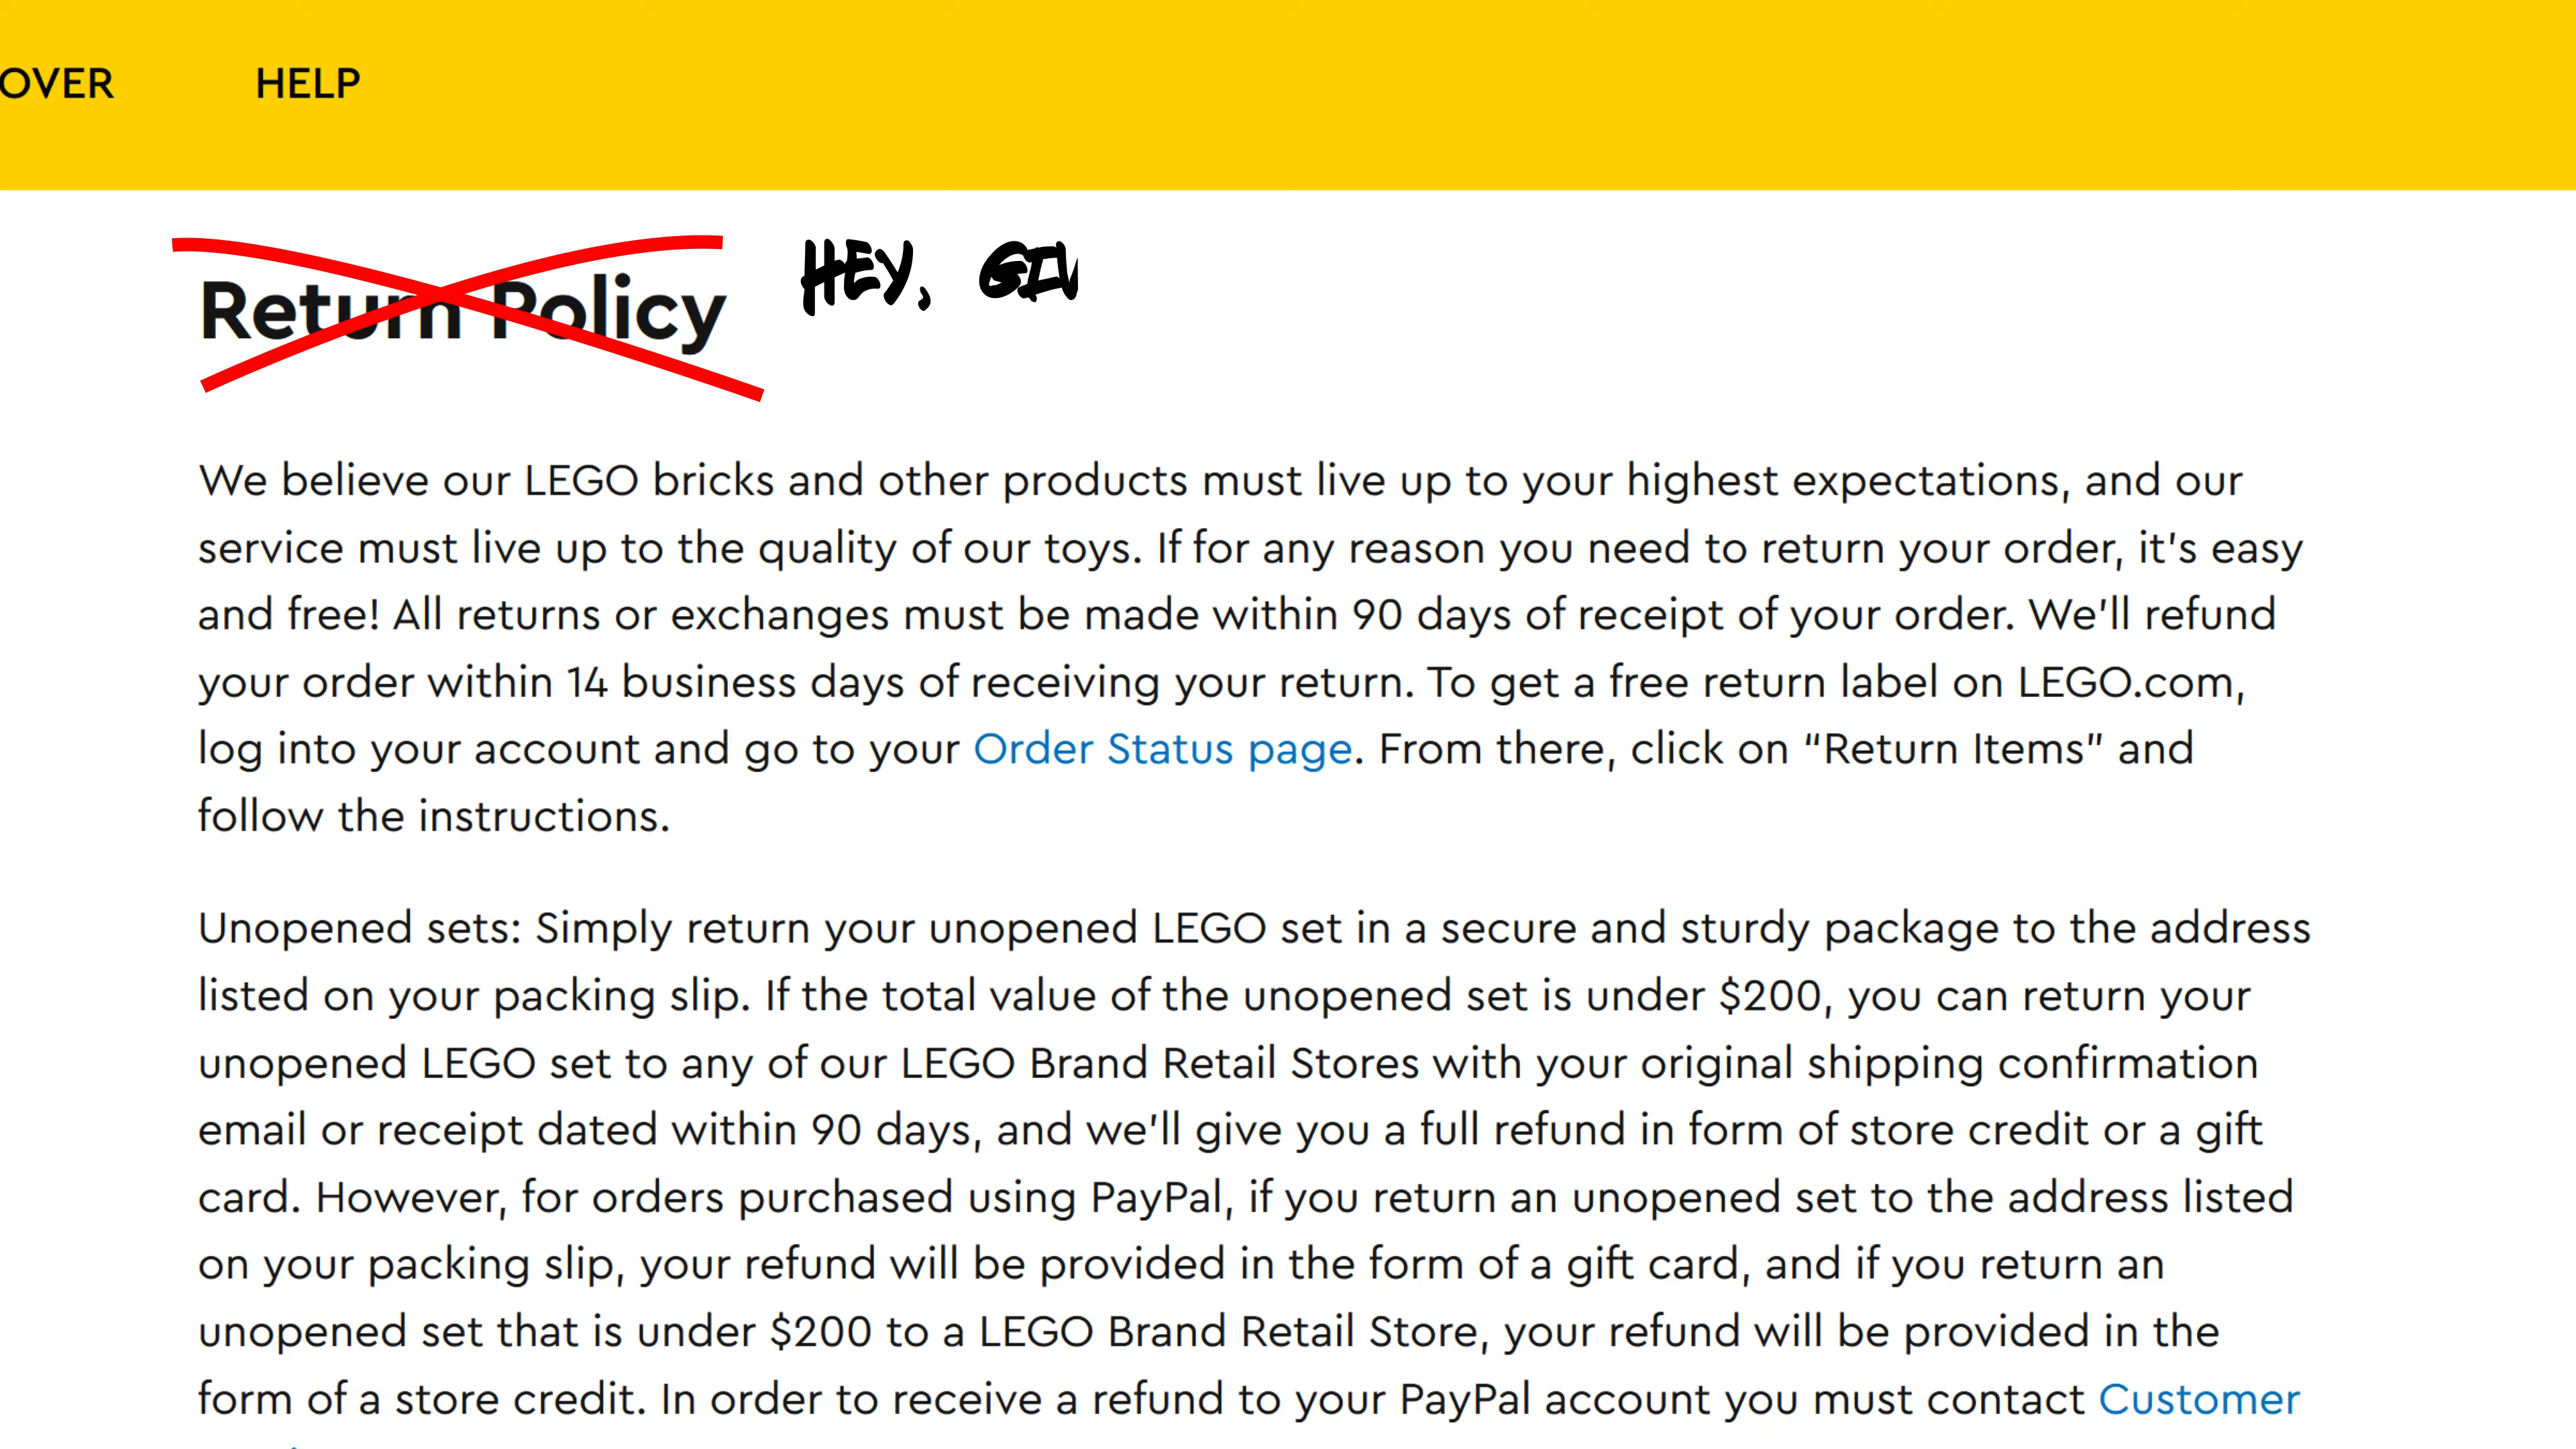 OVER HELP
Return Policy HEY,
We believe our LEGO bricks and other products must live up to your highest expectations, and our
service must live up to the quality of our toys. If for any reason you need to return your order, it's easy
and free! All returns or exchanges must be made within 90 days of receipt of your order. We'll refund
your order within 14 business days of receiving your return. To get a free return label on LEGO.com,
log into your account and go to your Order Status page. From there, click on “Return Items” and
follow the instructions.
Unopened sets: Simply return your unopened LEGO set in a secure and sturdy package to the address
listed on your packing slip. If the total value of the unopened set is under $200, you can return your
unopened LEGO set to any of our LEGO Brand Retail Stores with your original shipping confirmation
email or receipt dated within 90 days, and we'll give you a full refund in form of store credit or a gift
card. However, for orders purchased using PayPal, if you return an unopened set to the address listed
on your packing slip, your refund will be provided in the form of a gift card, and if you return an
unopened set that is under $200 to a LEGO Brand Retail Store, your refund will be provided in the
form of a store credit. In order to receive a refund to your PayPal account you must contact Customer